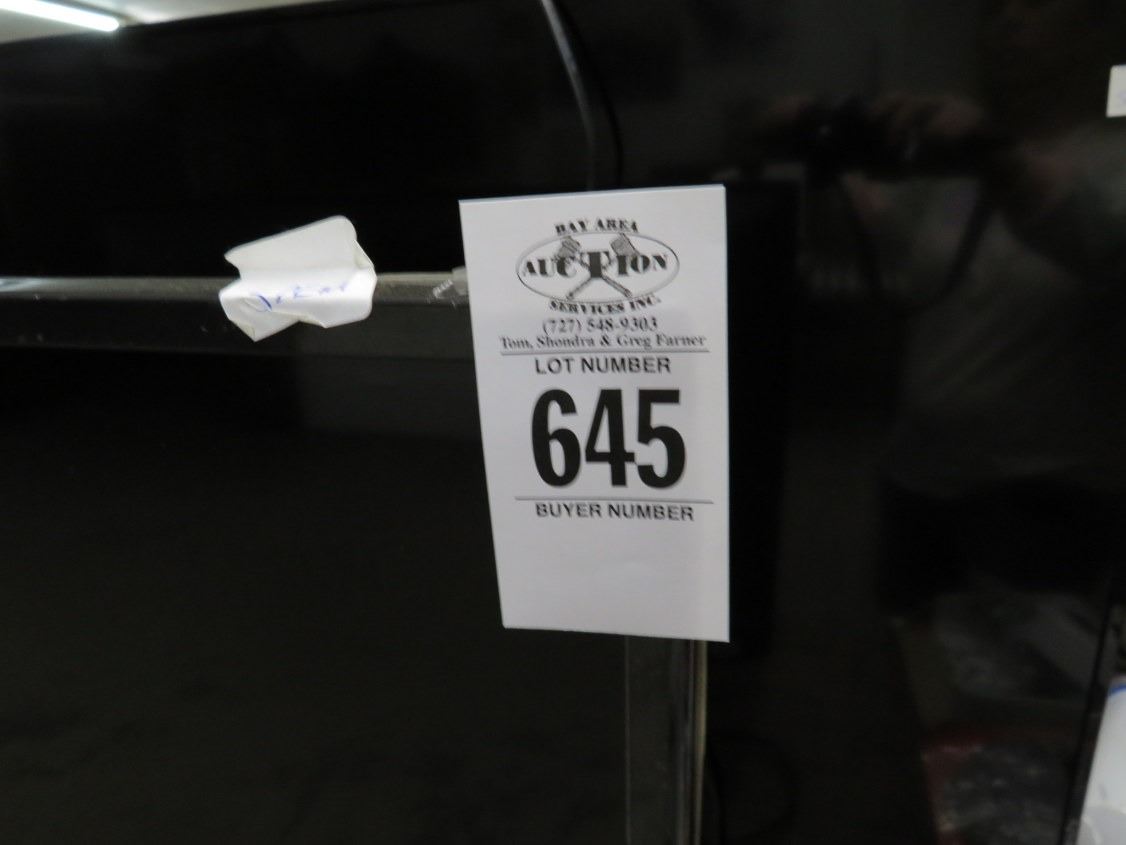 BAY AREA
AUCTION
SERVICES INC.
(727) 548-9303
Tom, Shondra & Greg Farner
LOT NUMBER
645
BUYER NUMBER